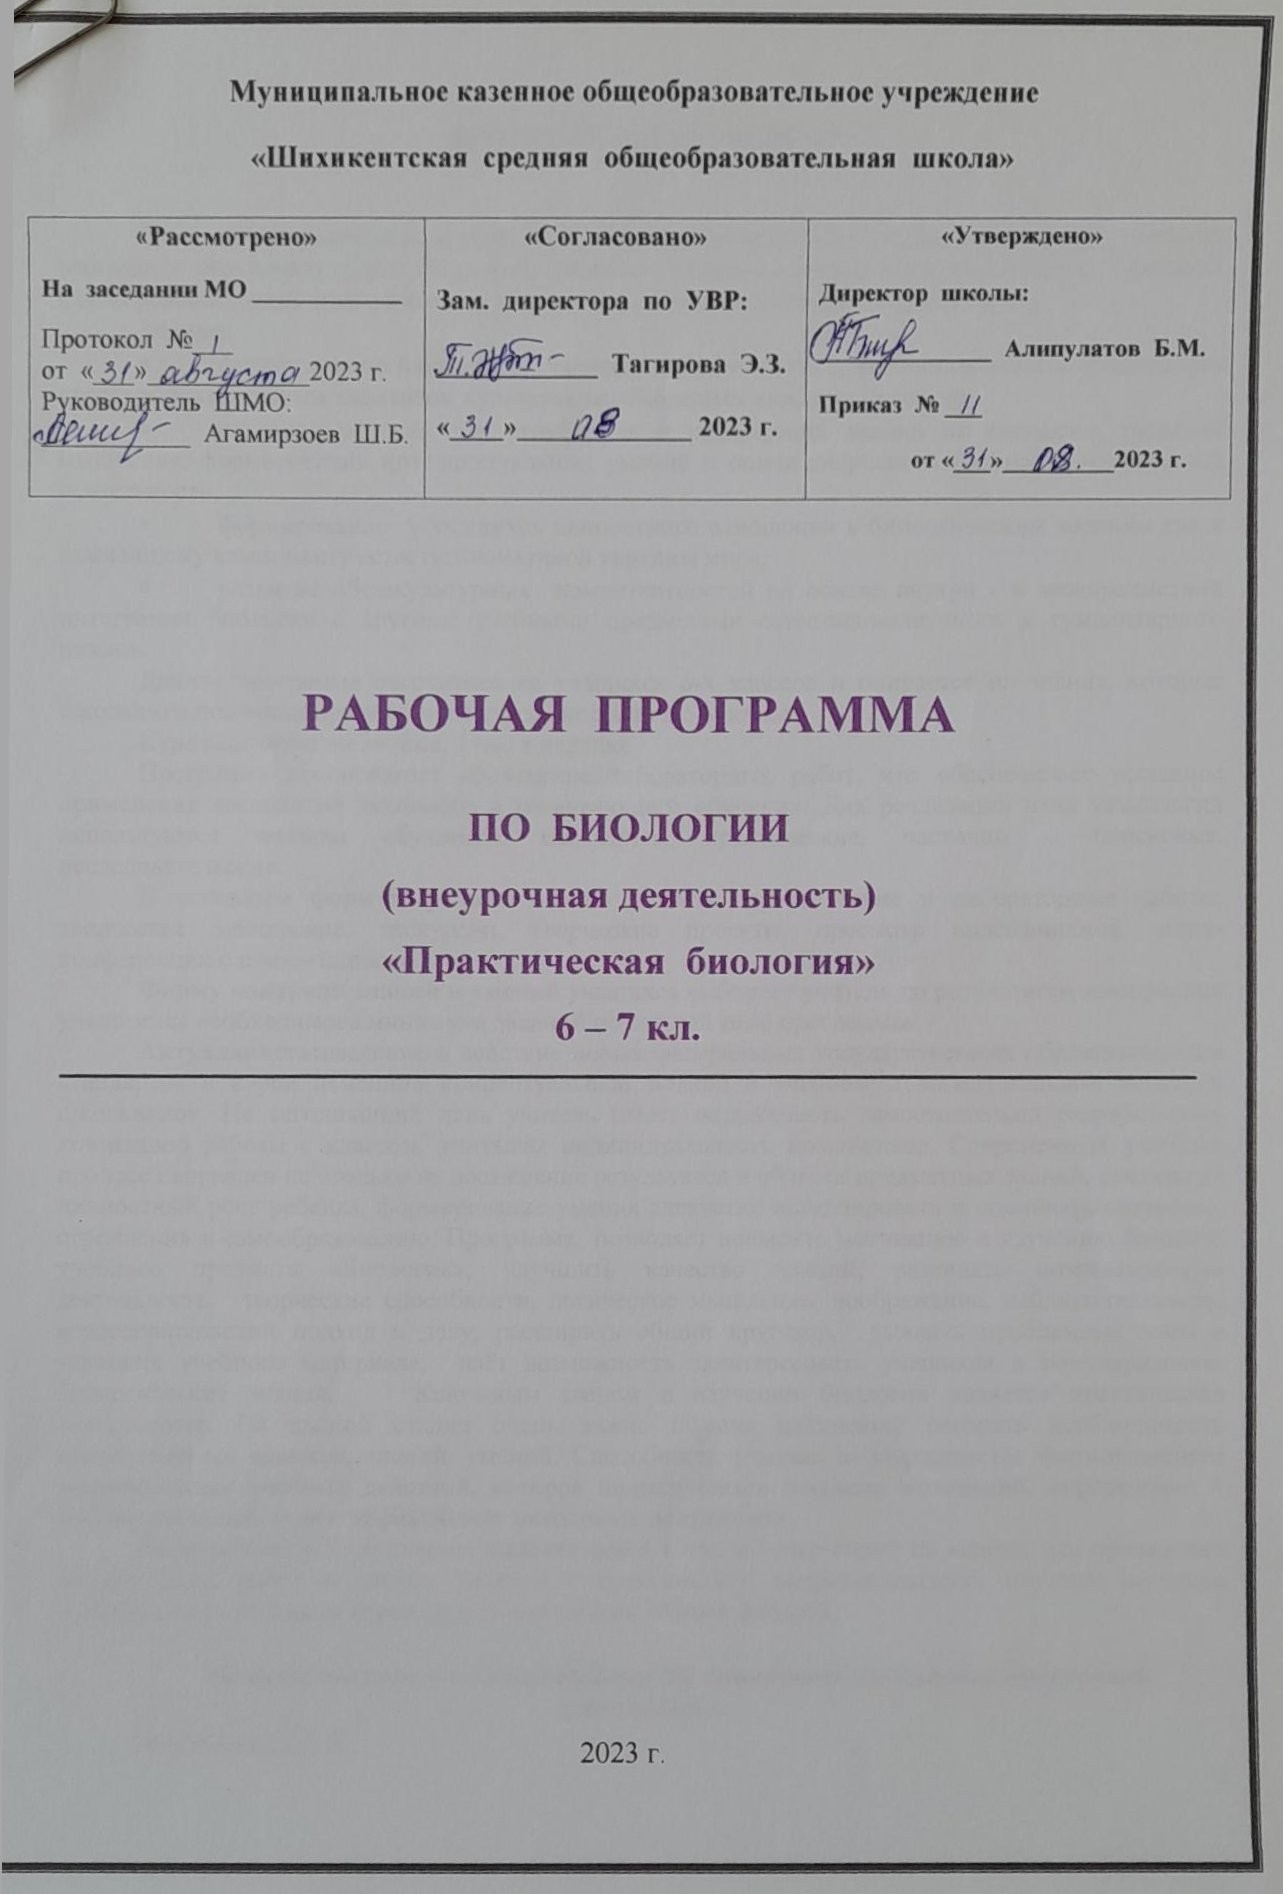 Муниципальное казенное общеобразовательное учреждение
«Шихикентская средняя общеобразовательная школа»
«Рассмотрено»
На заседании МО ____________
Протокол № 1
от «31» августа 2023 г.
Руководитель ШМО:
Агамирзоев Ш.Б.
«Согласовано»
Зам. директора по УВР:
Тагирова Э.З.
«31» 08 2023 г.
«Утверждено»
Директор школы:
Алипулатов Б.М.
Приказ № 11
от «31» 08. 2023 г.
РАБОЧАЯ ПРОГРАММА
ПО БИОЛОГИИ
(внеурочная деятельность)
«Практическая биология»
6 – 7 кл.
2023 г.